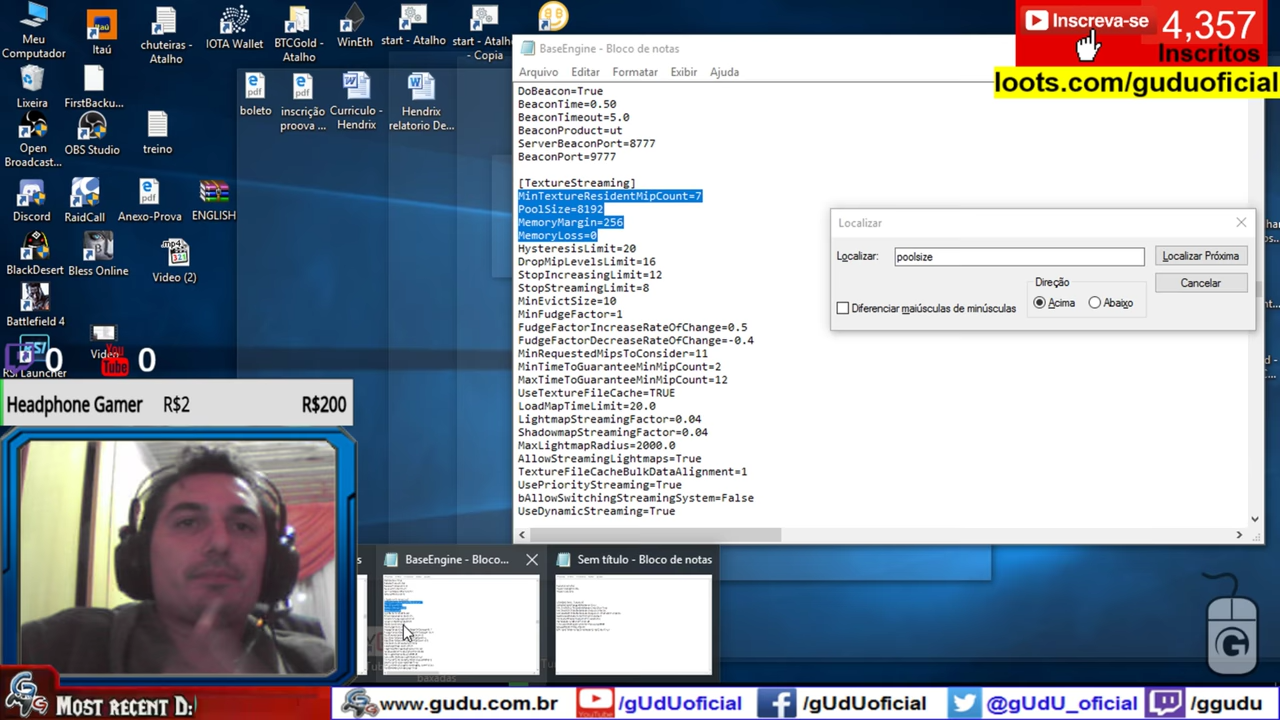 Meu
Computador
Itaú
chuteiras -
Atalho
IOTA Wallet
BTCGold -
Atalho
WinEth
start - Atalho
start - Atalho
- Copia
Lixeira
FirstBacku...
boleto
inscrição
proova ...
Curriculo -
Hendrix
Hendrix
relatorio De...
Open
Broadcast...
OBS Studio
treino
Discord
RaidCall
Anexo-Prova
ENGLISH
BlackDesert
Bless Online
Video (2)
Battlefield 4
Video
RSI Launcher
0
You
Tube
0
Inscreva-se
4,357
Inscritos
loots.com/guduoficial
BaseEngine - Bloco de notas
Arquivo Editar Formatar Exibir Ajuda
DoBeacon=True
BeaconTime=0.50
BeaconTimeout=5.0
BeaconProduct=ut
ServerBeaconPort=8777
BeaconPort=9777
[TextureStreaming]
MinTextureResidentMipCount=7
PoolSize=8192
MemoryMargin=256
MemoryLoss=0
HysteresisLimit=20
DropMipLevelsLimit=16
StopIncreasingLimit=12
StopStreamingLimit=8
MinEvictSize=10
MinFudgeFactor=1
FudgeFactorIncreaseRateOfChange=0.5
FudgeFactorDecreaseRateOfChange=-0.4
MinRequestedMipsToConsider=11
MinTimeToGuaranteeMinMipCount=2
MaxTimeToGuaranteeMinMipCount=12
UseTextureFileCache=TRUE
LoadMapTimeLimit=20.0
LightmapStreamingFactor=0.04
ShadowmapStreamingFactor=0.04
MaxLightmapRadius=2000.0
AllowStreamingLightmaps=True
TextureFileCacheBulkDataAlignment=1
UsePriorityStreaming=True
bAllowSwitchingStreamingSystem=False
UseDynamicStreaming=True
Localizar
Localizar: poolsize
Localizar Próxima
Cancelar
Direção
Acima Abaixo
Diferenciar maiúsculas de minúsculas
Headphone Gamer R$2 R$200
BaseEngine - Bloco...
Sem título - Bloco de notas
baixadas
G
Most recent D:
www.gudu.com.br
YouTube
/gUdUoficial
/gUdUoficial
@gUdU_oficial
/ggudu